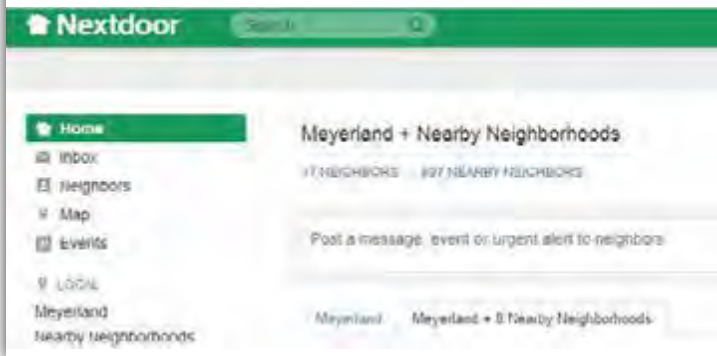 Nextdoor
Search
Home
Inbox
Neighbors
Map
Events
LOCAL
Meyerland
Nearby Neighborhoods
Meyerland + Nearby Neighborhoods
NEIGHBORS NEARBY NEIGHBORS
Post a message, event or urgent alert to neighbors
Meyerland Meyerland + 8 Nearby Neighborhoods